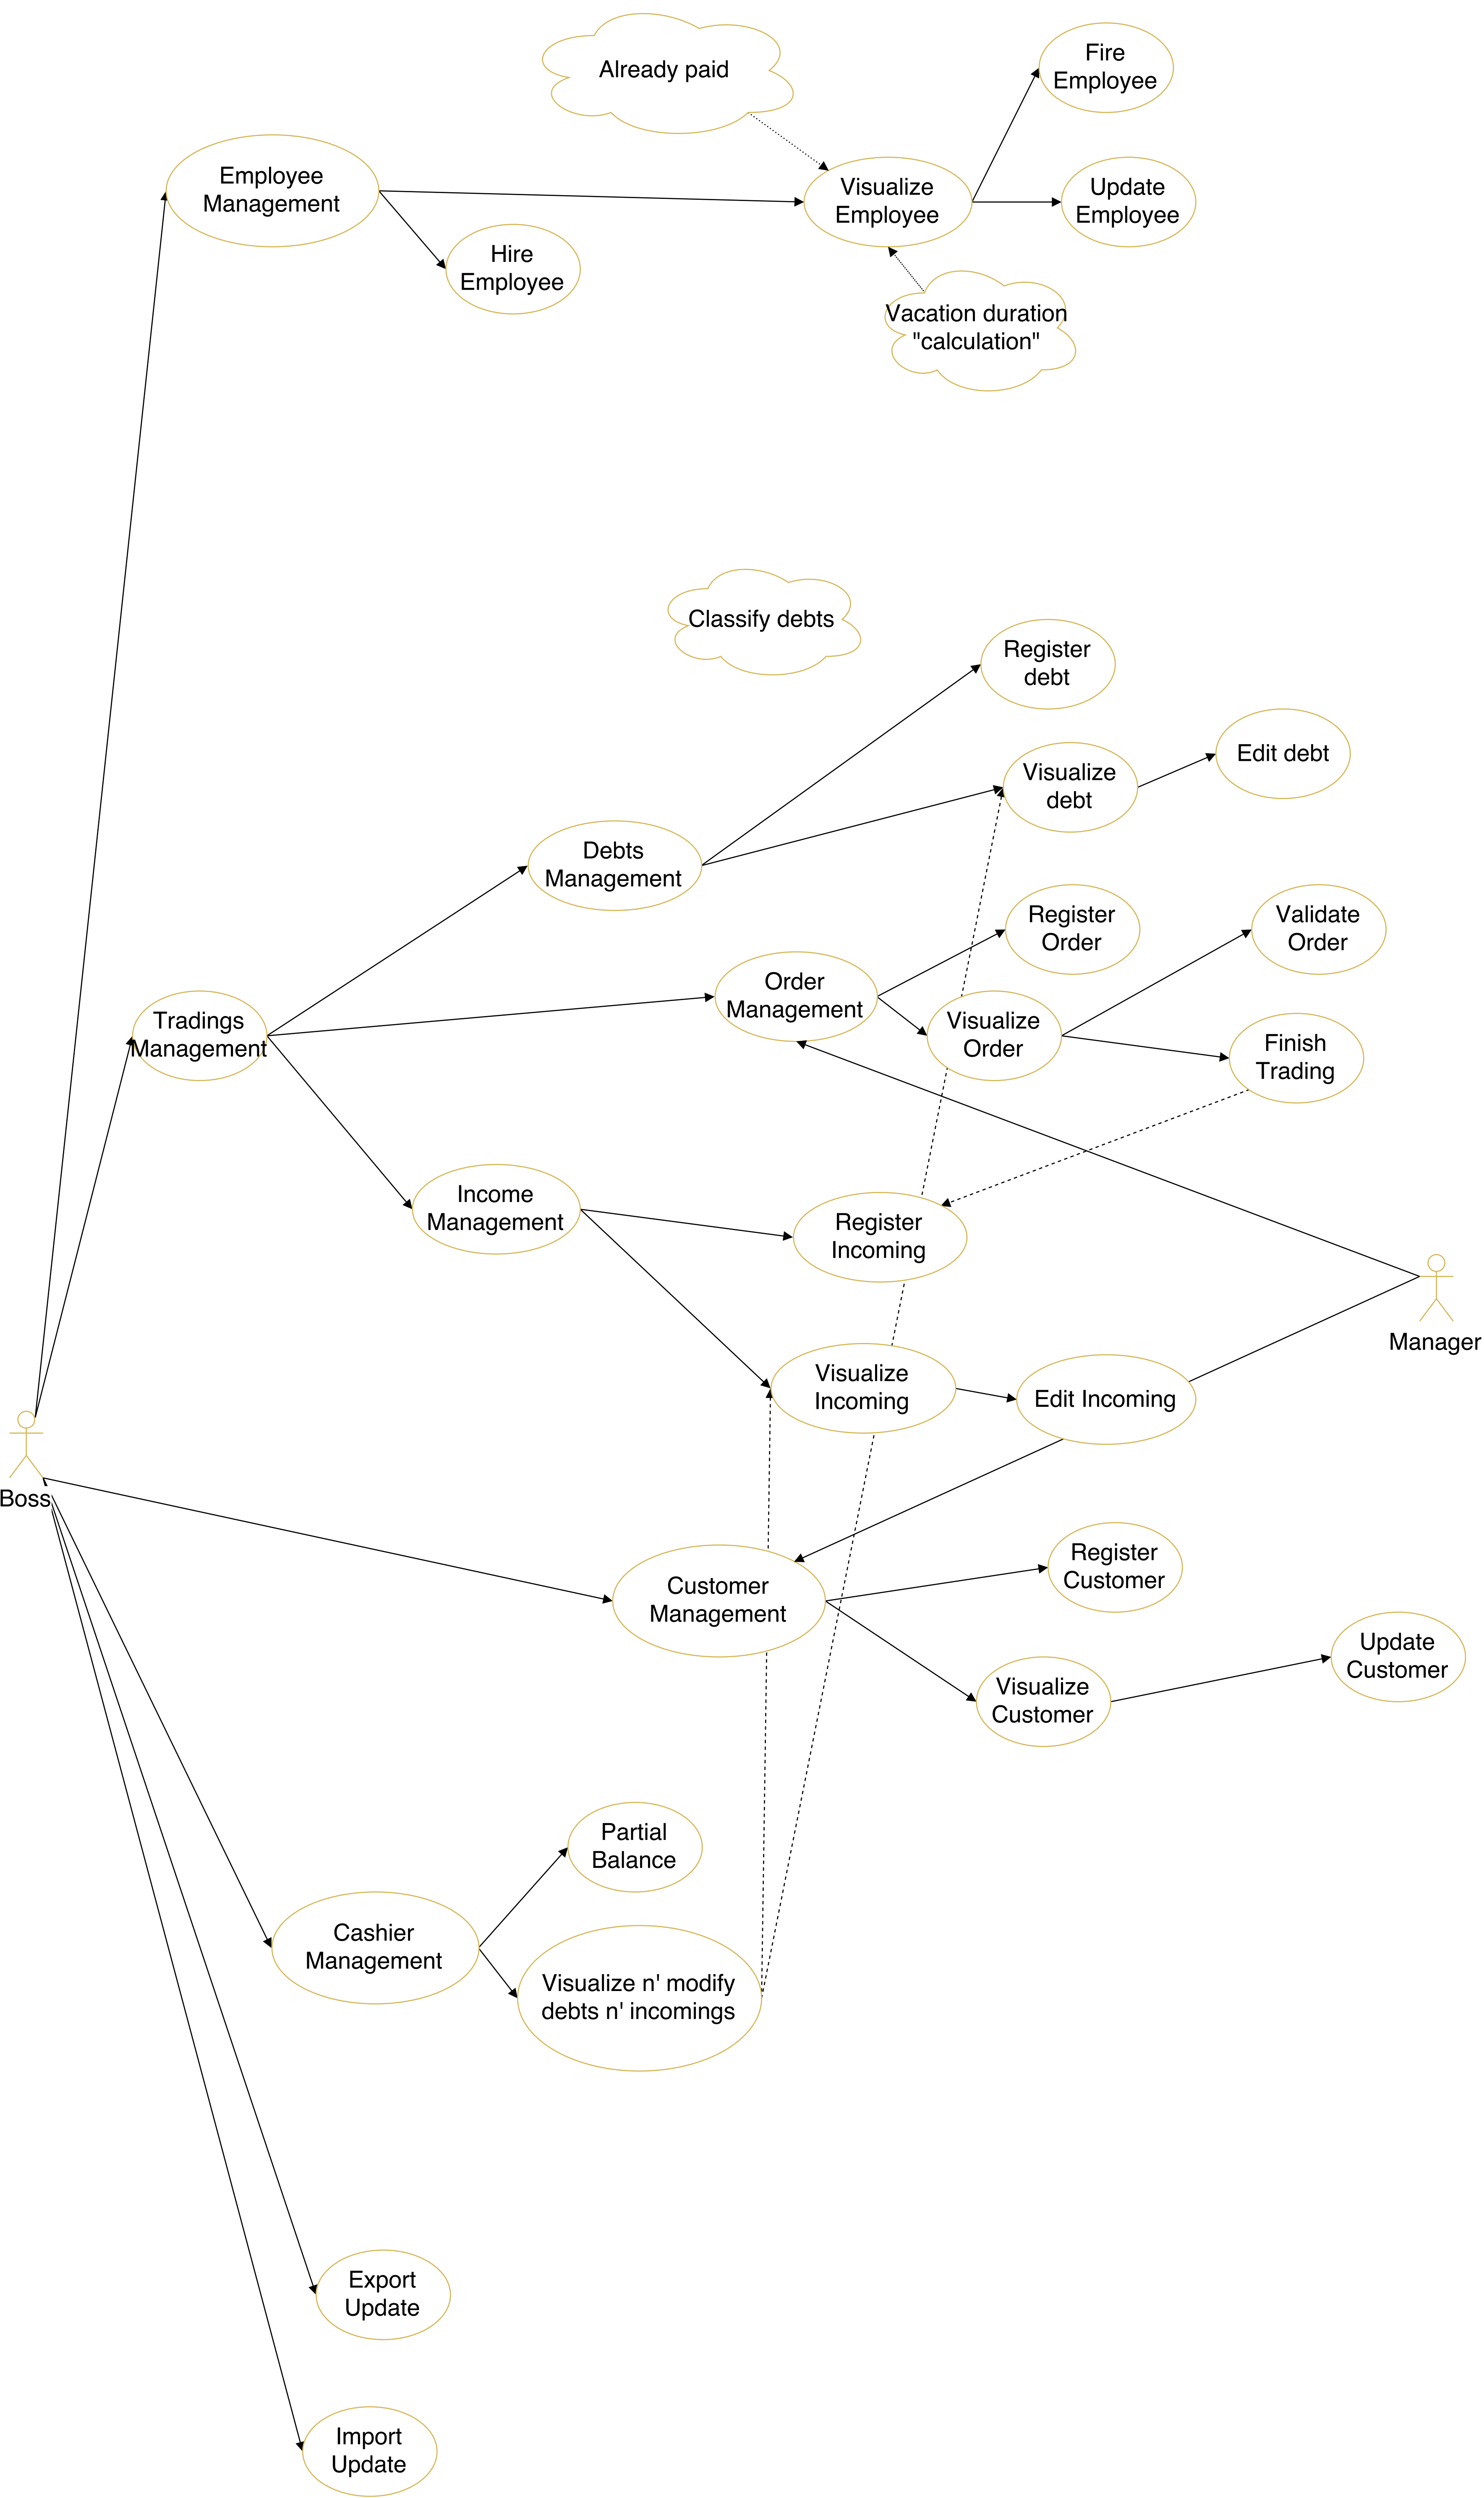 Already paid
Fire
Employee
Employee
Management
Visualize
Employee
Update
Employee
Hire
Employee
Vacation duration
"calculation"
Classify debts
Register
debt
Edit debt
Visualize
debt
Debts
Management
Register
Order
Validate
Order
Order
Management
Tradings
Management
Visualize
Order
Finish
Trading
Income
Management
Register
Incoming
Manager
Visualize
Incoming
Edit Incoming
Boss
Register
Customer
Customer
Management
Update
Customer
Visualize
Customer
Partial
Balance
Cashier
Management
Visualize n' modify
debts n' incomings
Export
Update
Import
Update